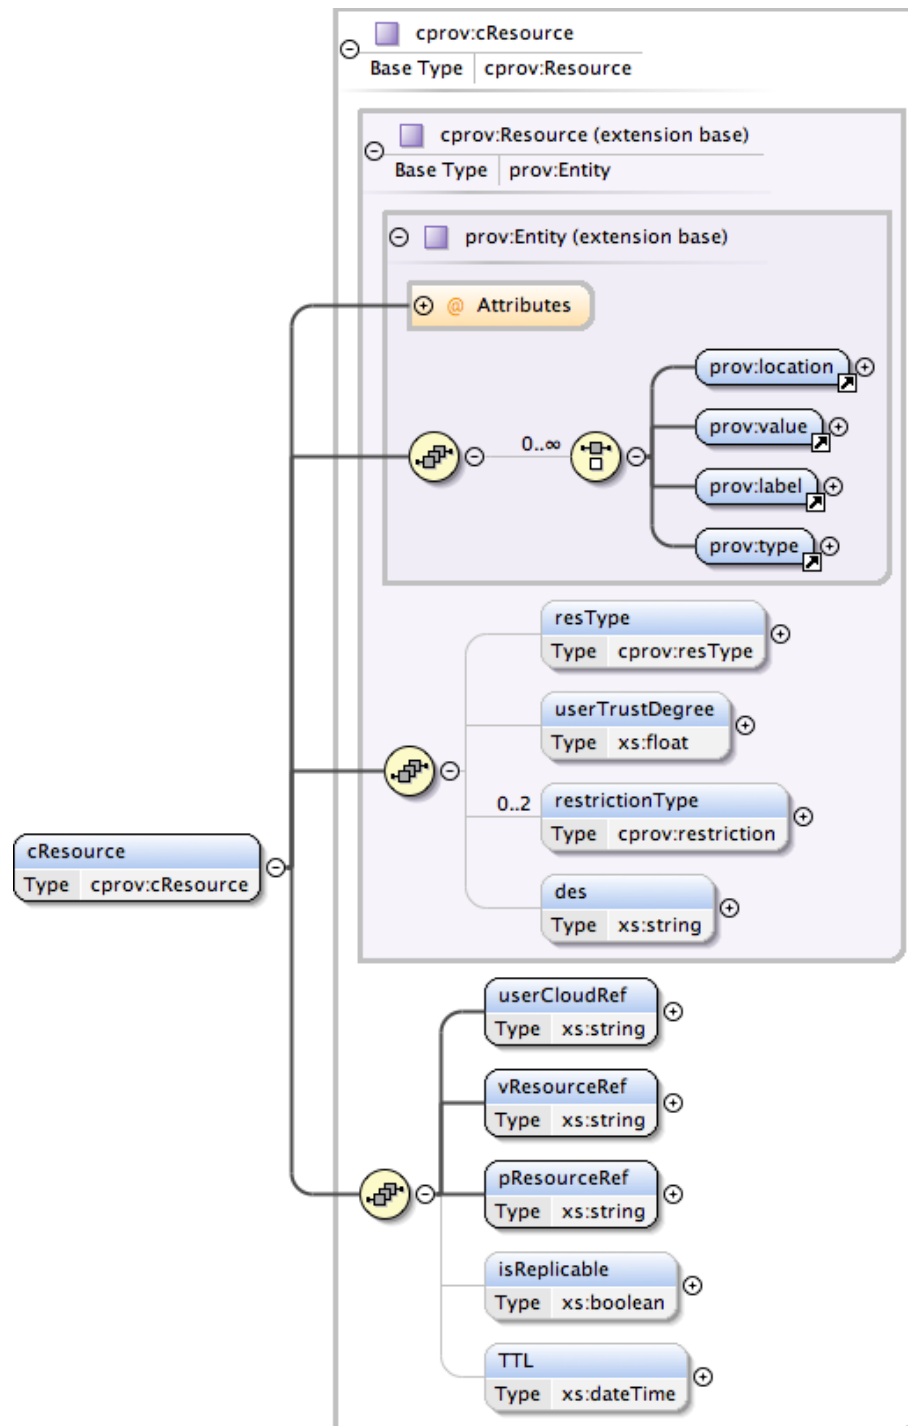 cprov:cResource
Base Type cprov:Resource
cprov:Resource (extension base)
Base Type prov:Entity
prov:Entity (extension base)
@ Attributes
prov:location
prov:value
0..∞
prov:label
prov:type
resType
Type cprov:resType
userTrustDegree
Type xs:float
0..2
restrictionType
Type cprov:restriction
cResource
Type cprov:cResource
des
Type xs:string
userCloudRef
Type xs:string
vResourceRef
Type xs:string
pResourceRef
Type xs:string
isReplicable
Type xs:boolean
TTL
Type xs:dateTime